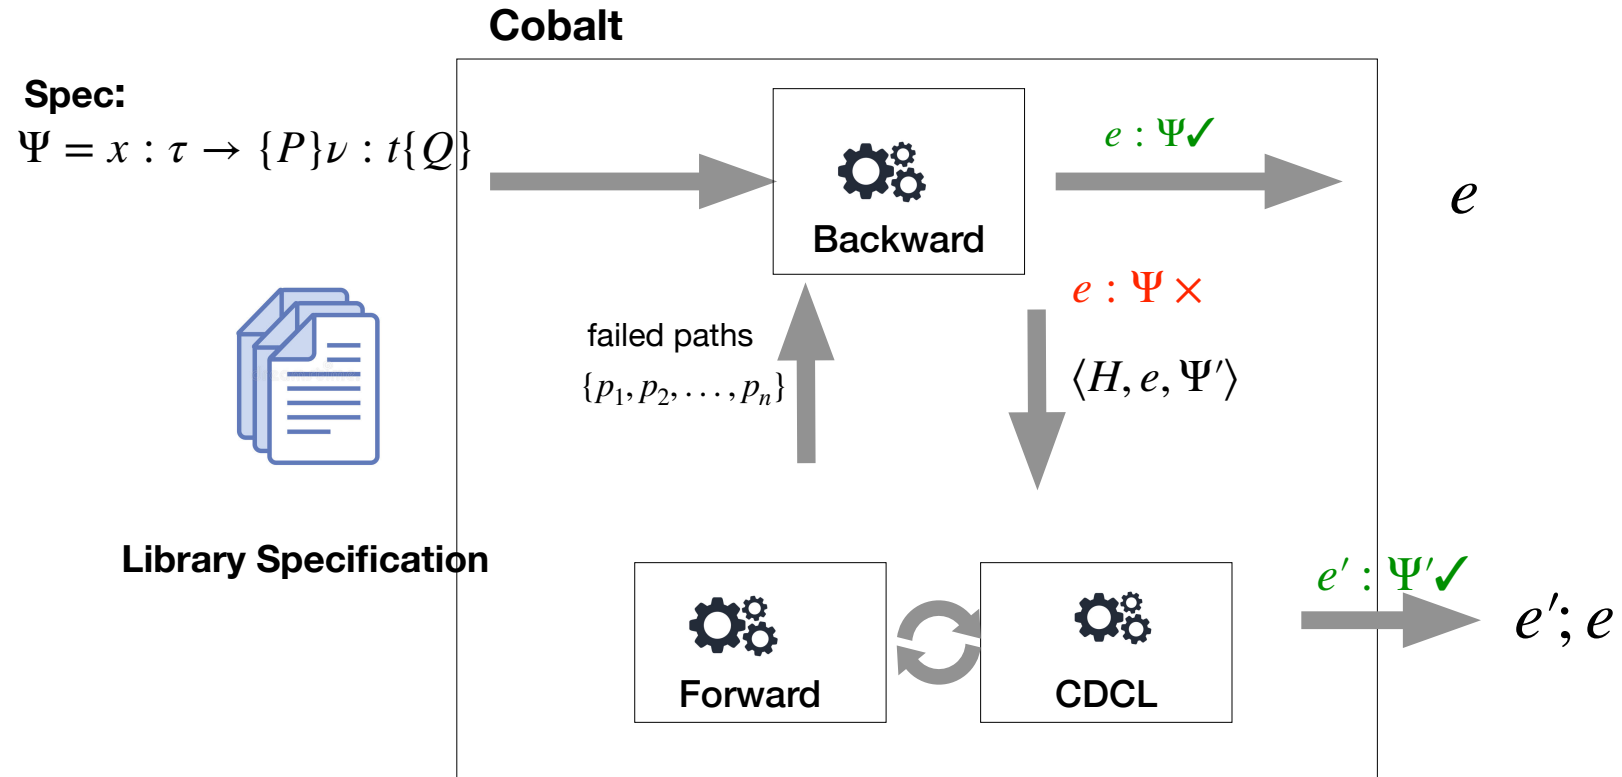 Cobalt
Spec:
Ψ = x : τ → {P}ν : t{Q}
e : Ψ✓
e
Backward
e : Ψ ×
failed paths
{p₁, p₂, . . . , pₙ}
⟨H, e, Ψ′⟩
Library Specification
e′ : Ψ′✓
e′; e
Forward
CDCL